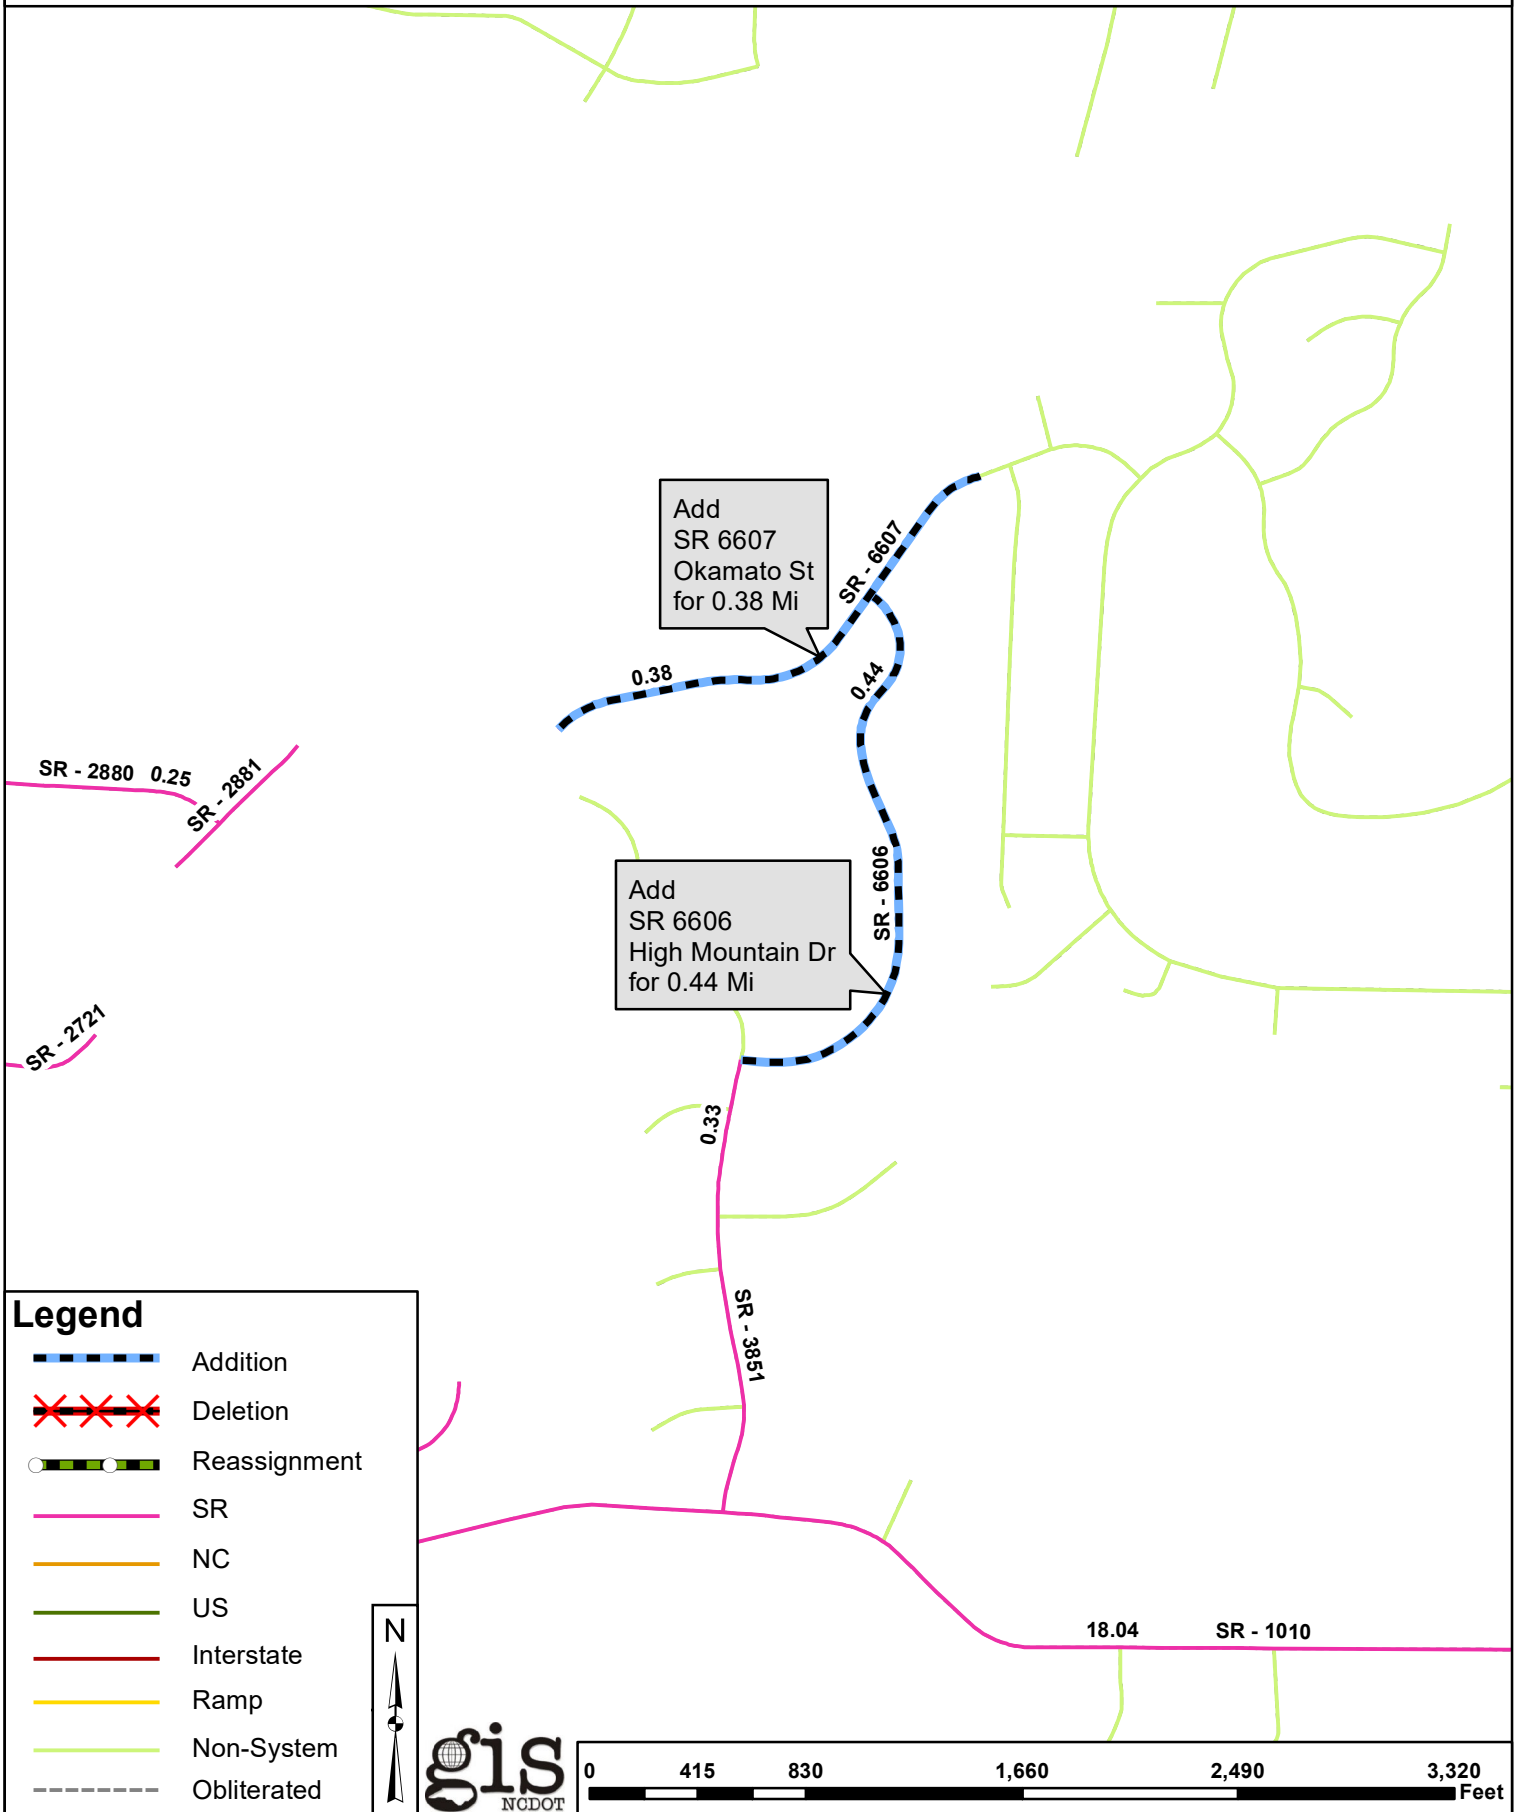 Add
SR 6607
Okamato St
for 0.38 Mi
SR - 6607
0.38
0.44
SR - 2880 0.25
SR - 2881
SR - 6606
Add
SR 6606
High Mountain Dr
for 0.44 Mi
SR - 2721
0.33
SR - 3851
Legend
Addition
Deletion
Reassignment
SR
NC
US
Interstate
Ramp
Non-System
Obliterated
N
18.04 SR - 1010
gis
NCDOT
0 415 830 1,660 2,490 3,320
Feet